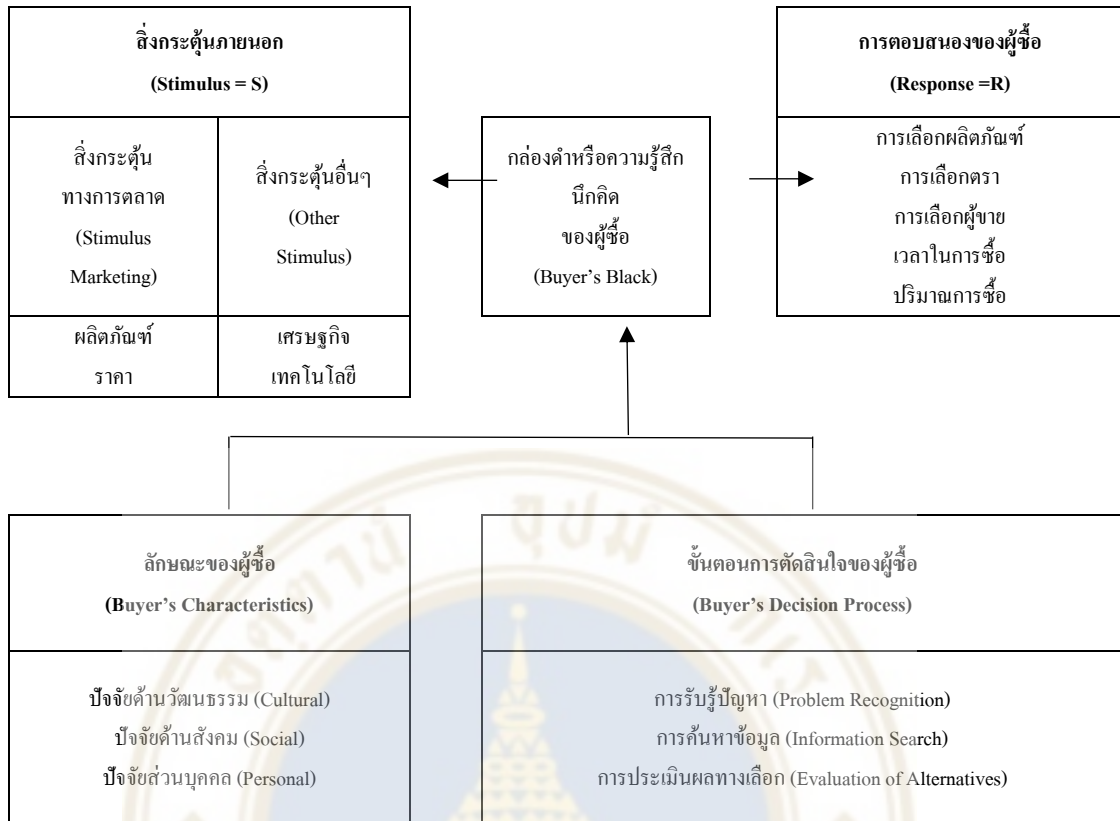 สิ่งกระตุ้นภายนอก
(Stimulus = S)
สิ่งกระตุ้น
ทางการตลาด
(Stimulus
Marketing)
สิ่งกระตุ้นอื่นๆ
(Other
Stimulus)
ผลิตภัณฑ์
ราคา
เศรษฐกิจ
เทคโนโลยี
กล่องดำหรือความรู้สึก
นึกคิด
ของผู้ซื้อ
(Buyer’s Black)
การตอบสนองของผู้ซื้อ
(Response =R)
การเลือกผลิตภัณฑ์
การเลือกตรา
การเลือกผู้ขาย
เวลาในการซื้อ
ปริมาณการซื้อ
ลักษณะของผู้ซื้อ
(Buyer’s Characteristics)
ปัจจัยด้านวัฒนธรรม (Cultural)
ปัจจัยด้านสังคม (Social)
ปัจจัยส่วนบุคคล (Personal)
ขั้นตอนการตัดสินใจของผู้ซื้อ
(Buyer’s Decision Process)
การรับรู้ปัญหา (Problem Recognition)
การค้นหาข้อมูล (Information Search)
การประเมินผลทางเลือก (Evaluation of Alternatives)
อตฺตานํ อุปมํ กเร